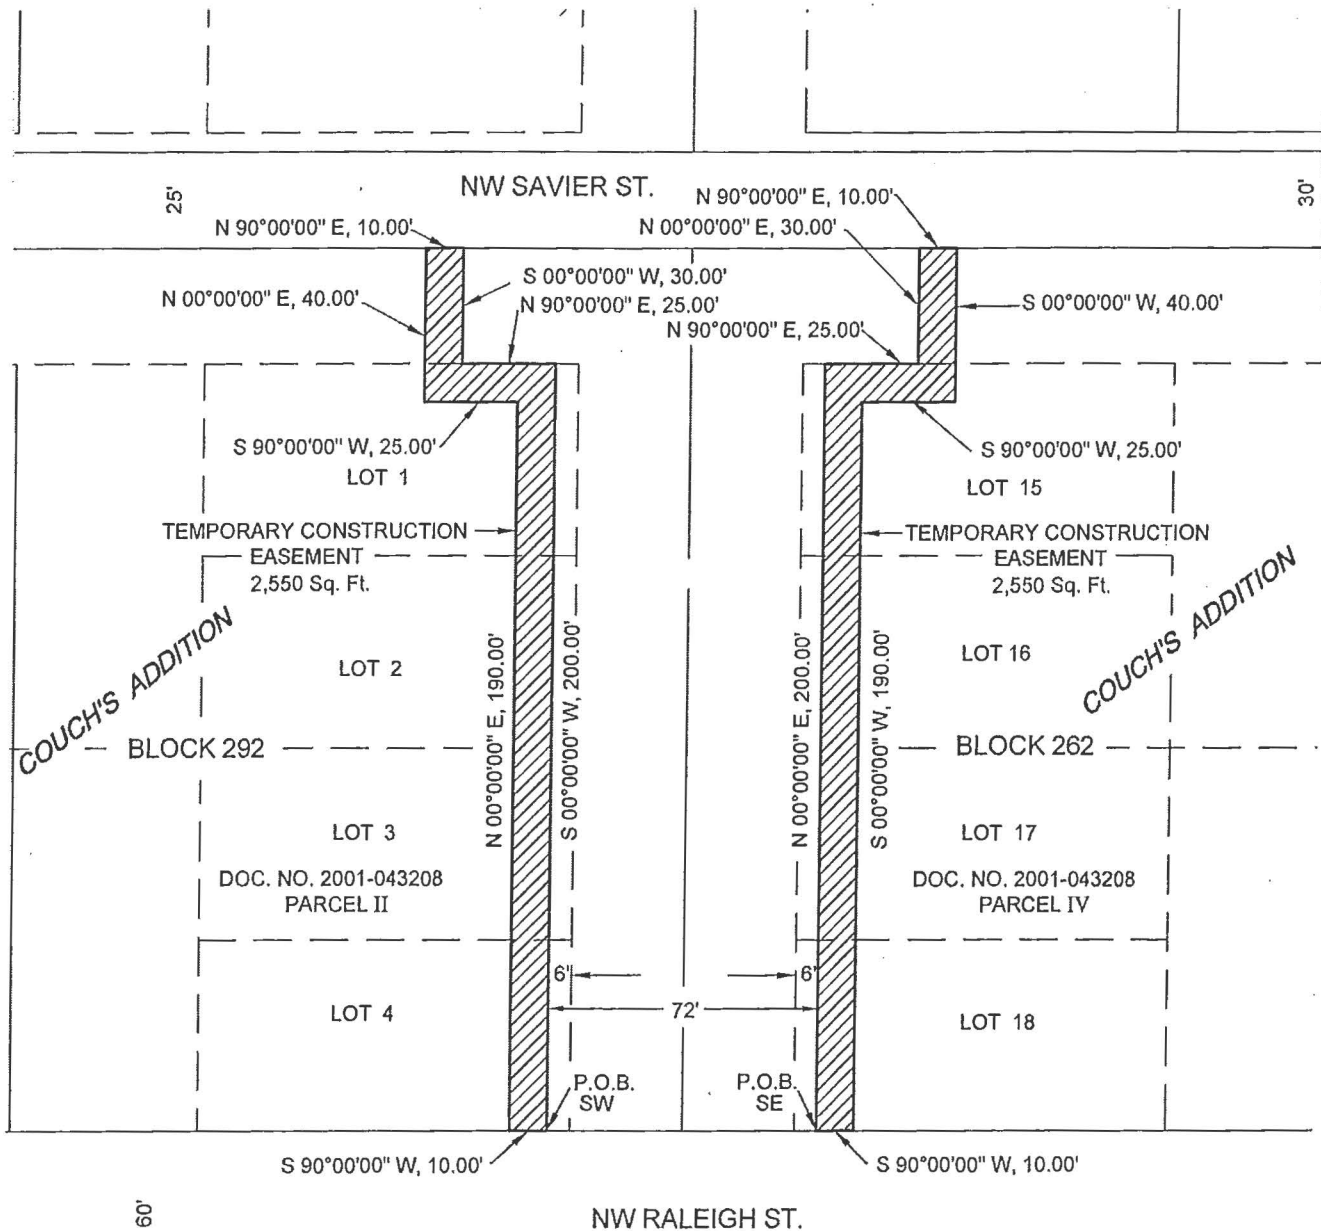 NW SAVIER ST.
25'
30'
N 90°00'00" E, 10.00'
N 00°00'00" E, 30.00'
N 90°00'00" E, 10.00'
S 00°00'00" W, 30.00'
N 00°00'00" E, 40.00'
N 90°00'00" E, 25.00'
S 00°00'00" W, 40.00'
N 90°00'00" E, 25.00'
S 90°00'00" W, 25.00'
S 90°00'00" W, 25.00'
LOT 1
LOT 15
TEMPORARY CONSTRUCTION
EASEMENT
2,550 Sq. Ft.
TEMPORARY CONSTRUCTION
EASEMENT
2,550 Sq. Ft.
COUCH'S ADDITION
COUCH'S ADDITION
LOT 2
LOT 16
N 00°00'00" E, 190.00'
S 00°00'00" W, 200.00'
N 00°00'00" E, 200.00'
S 00°00'00" W, 190.00'
BLOCK 292
BLOCK 262
LOT 3
LOT 17
DOC. NO. 2001-043208
PARCEL II
DOC. NO. 2001-043208
PARCEL IV
6'
6'
72'
LOT 4
LOT 18
P.O.B.
SW
P.O.B.
SE
S 90°00'00" W, 10.00'
S 90°00'00" W, 10.00'
60'
NW RALEIGH ST.